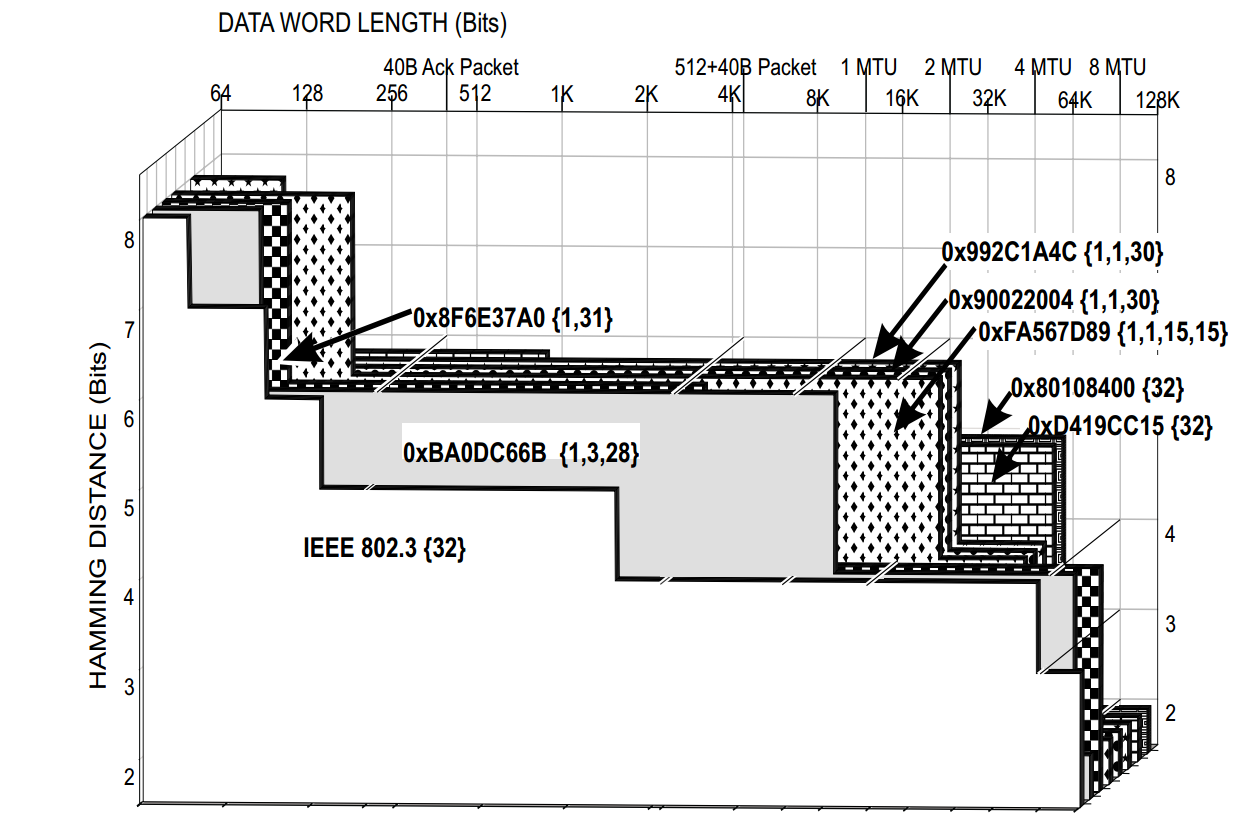 DATA WORD LENGTH (Bits)
40B Ack Packet 512+40B Packet 1 MTU 2 MTU 4 MTU 8 MTU
64 128 256 512 1K 2K 4K 8K 16K 32K 64K 128K
8
8
0x992C1A4C {1,1,30}
0x90022004 {1,1,30}
0x8F6E37A0 {1,31}
7
0xFA567D89 {1,1,15,15}
0x80108400 {32}
6
0xD419CC15 {32}
0xBA0DC66B {1,3,28}
5
4
IEEE 802.3 {32}
4
3
3
2
2
HAMMING DISTANCE (Bits)